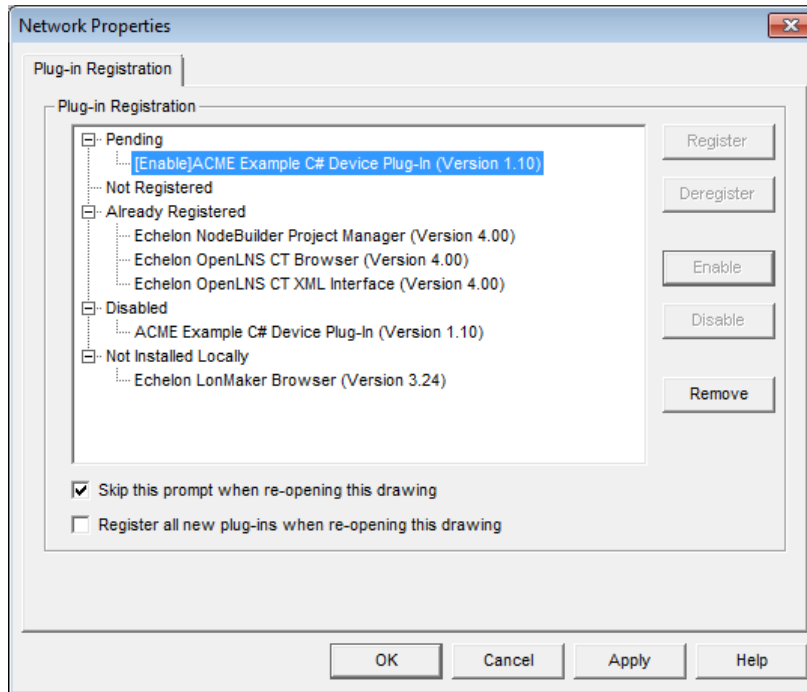 Network Properties
Plug-in Registration
Plug-in Registration
Pending
[Enable]ACME Example C# Device Plug-In (Version 1.10)
Not Registered
Already Registered
Echelon NodeBuilder Project Manager (Version 4.00)
Echelon OpenLNS CT Browser (Version 4.00)
Echelon OpenLNS CT XML Interface (Version 4.00)
Disabled
ACME Example C# Device Plug-In (Version 1.10)
Not Installed Locally
Echelon LonMaker Browser (Version 3.24)
Register
Deregister
Enable
Disable
Remove
Skip this prompt when re-opening this drawing
Register all new plug-ins when re-opening this drawing
OK
Cancel
Apply
Help